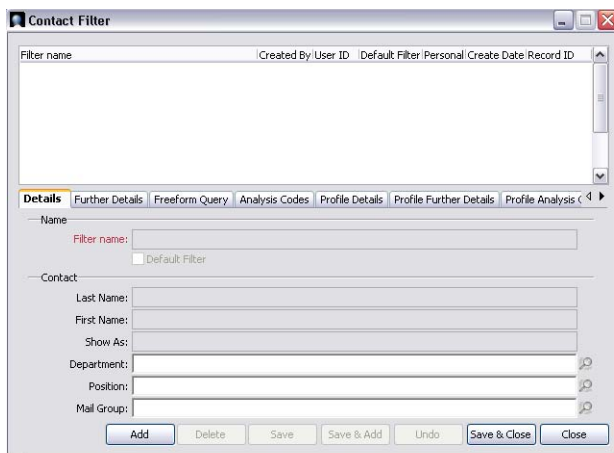 Contact Filter
Filter name Created By User ID Default Filter Personal Create Date Record ID
Details Further Details Freeform Query Analysis Codes Profile Details Profile Further Details Profile Analysis
Name
Filter name:
Default Filter
Contact
Last Name:
First Name:
Show As:
Department:
Position:
Mail Group:
Add Delete Save Save & Add Undo Save & Close Close